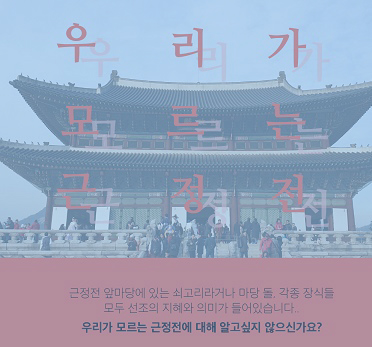 우리가
모르는
근정전
근정전 앞마당에 있는 쇠고리라거나 마당 돌, 각종 장식들
모두 선조의 지혜와 의미가 들어있습니다.
우리가 모르는 근정전에 대해 알고싶지 않으신가요?